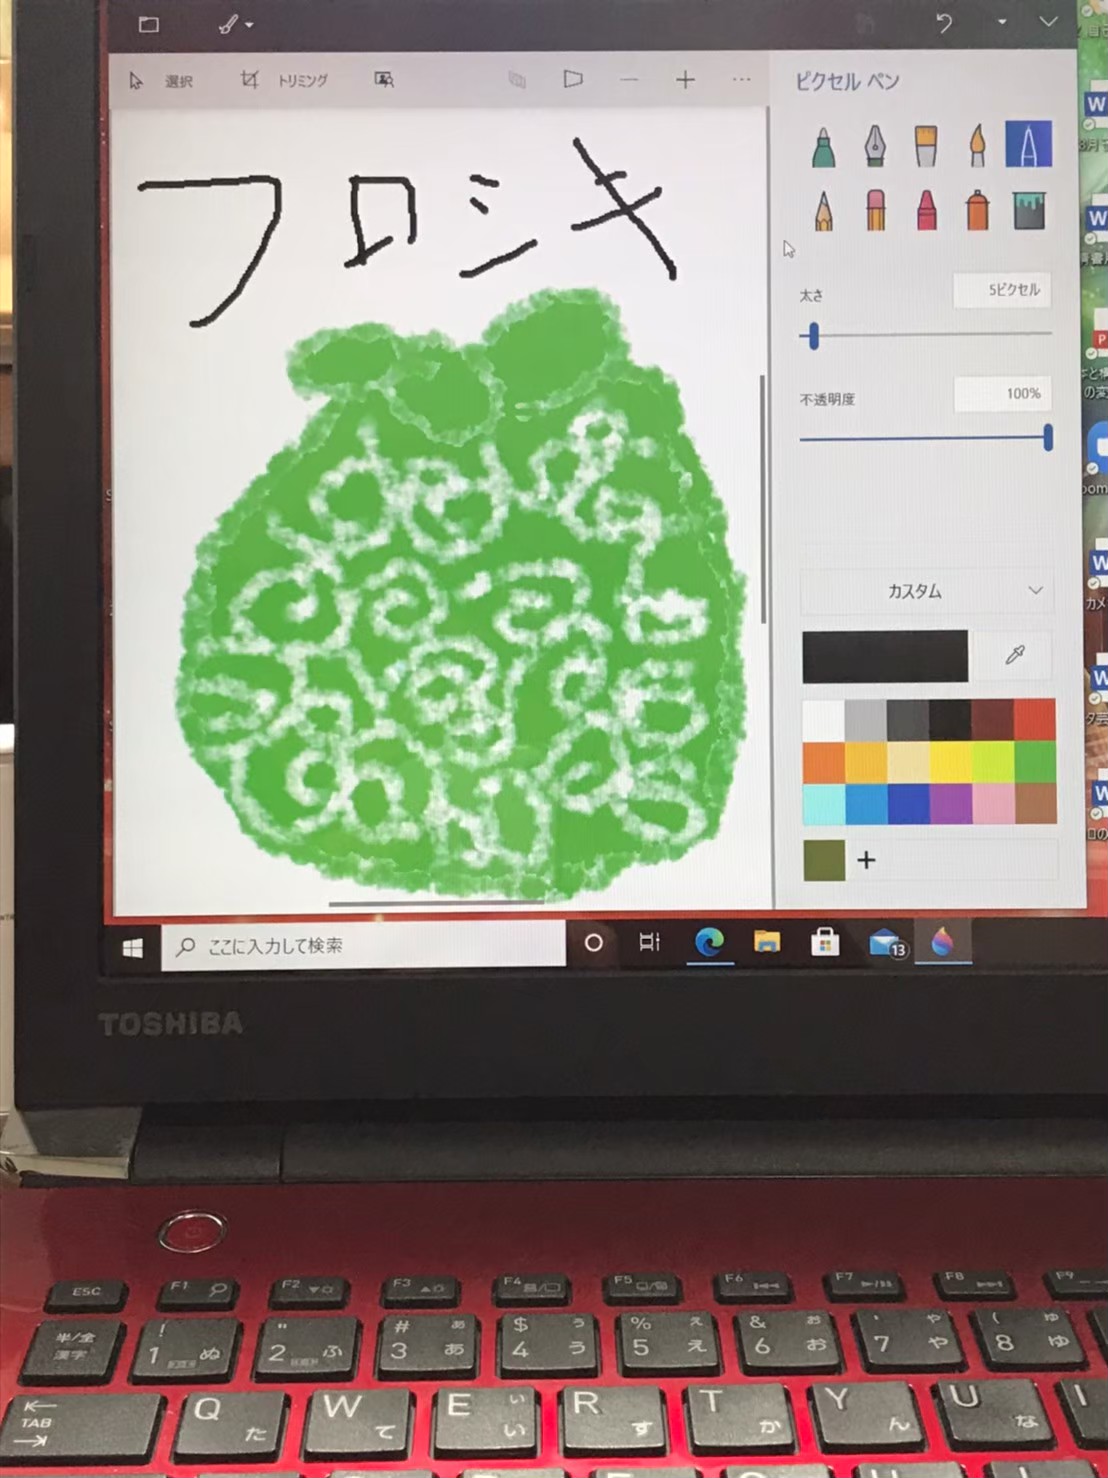 選択 トリミング ...
ピクセル ペン
フロシキ
太さ 5ピクセル
不透明度 100%
カスタム
ここに入力して検索
13
TOSHIBA
ESC F1 F2 F3 F4 F5 F6 F7 F8 F9
半/全 漢字 ! 1 ぬ " 2 ふ # 3 ぁ あ $ 4 ぅ う % 5 ぇ え & 6 ぉ お ' 7 ゃ や ( 8 ゅ ゆ
TAB Q た W て E ぃ い R す T か Y ん U な I